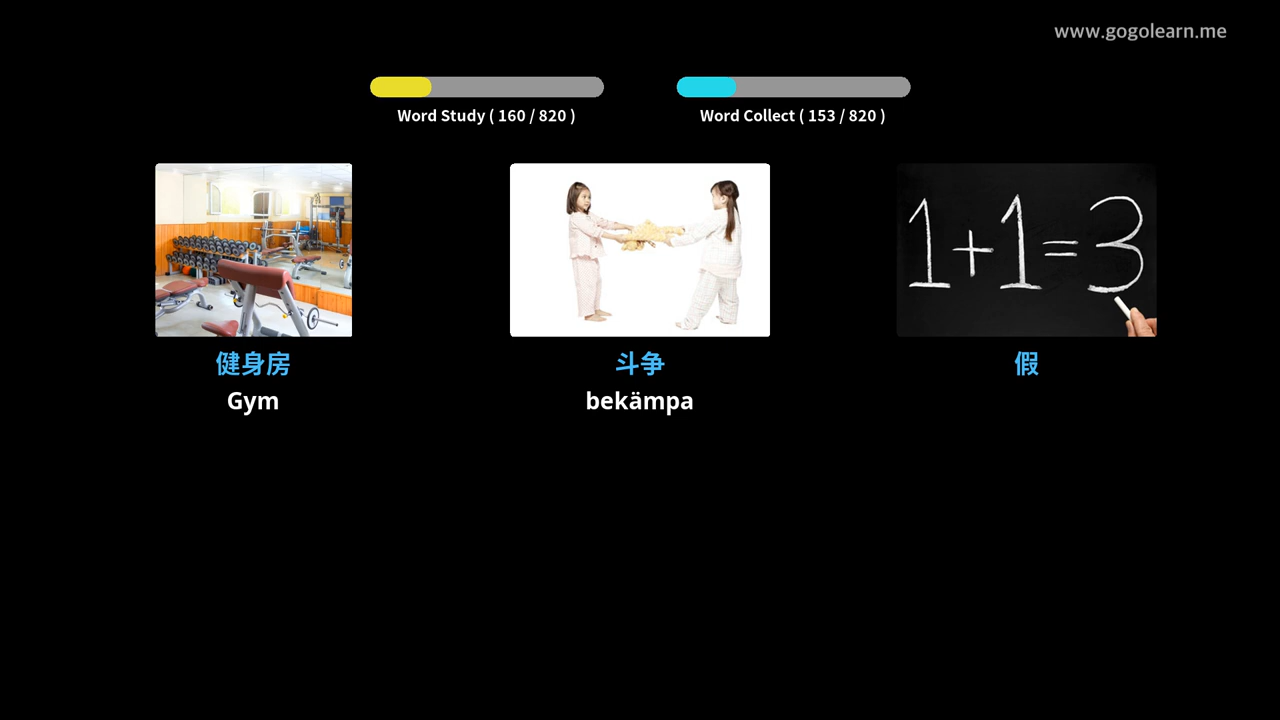 www.gogolearn.me
Word Study ( 160 / 820 )
Word Collect ( 153 / 820 )
1+1=3
健身房
斗争
假
Gym
bekämpa